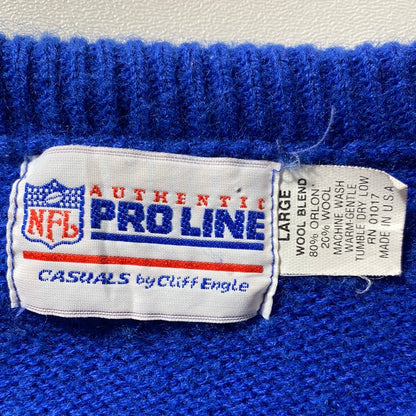 NFL
AUTHENTIC
PRO LINE
CASUALS by Cliff Engle
LARGE
WOOL BLEND
80% ORLON*
20% WOOL
MACHINE WASH
WARM-GENTLE
TUMBLE DRY LOW
RN 01017
MADE IN U.S.A